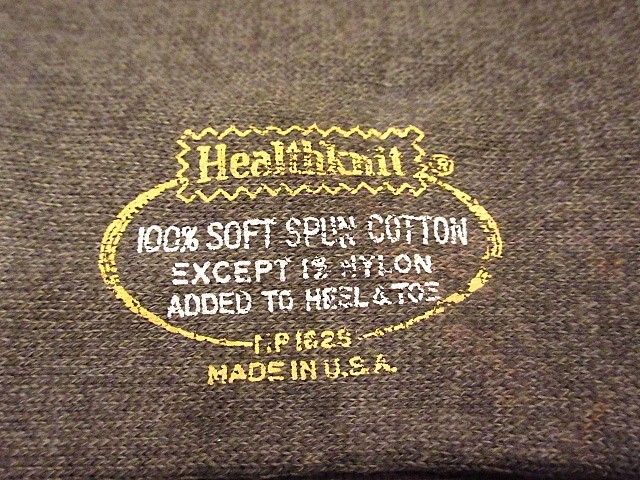 Healthknit®
100% SOFT SPUN COTTON
EXCEPT 1% NYLON
ADDED TO HEEL & TOE
MADE IN U.S.A.